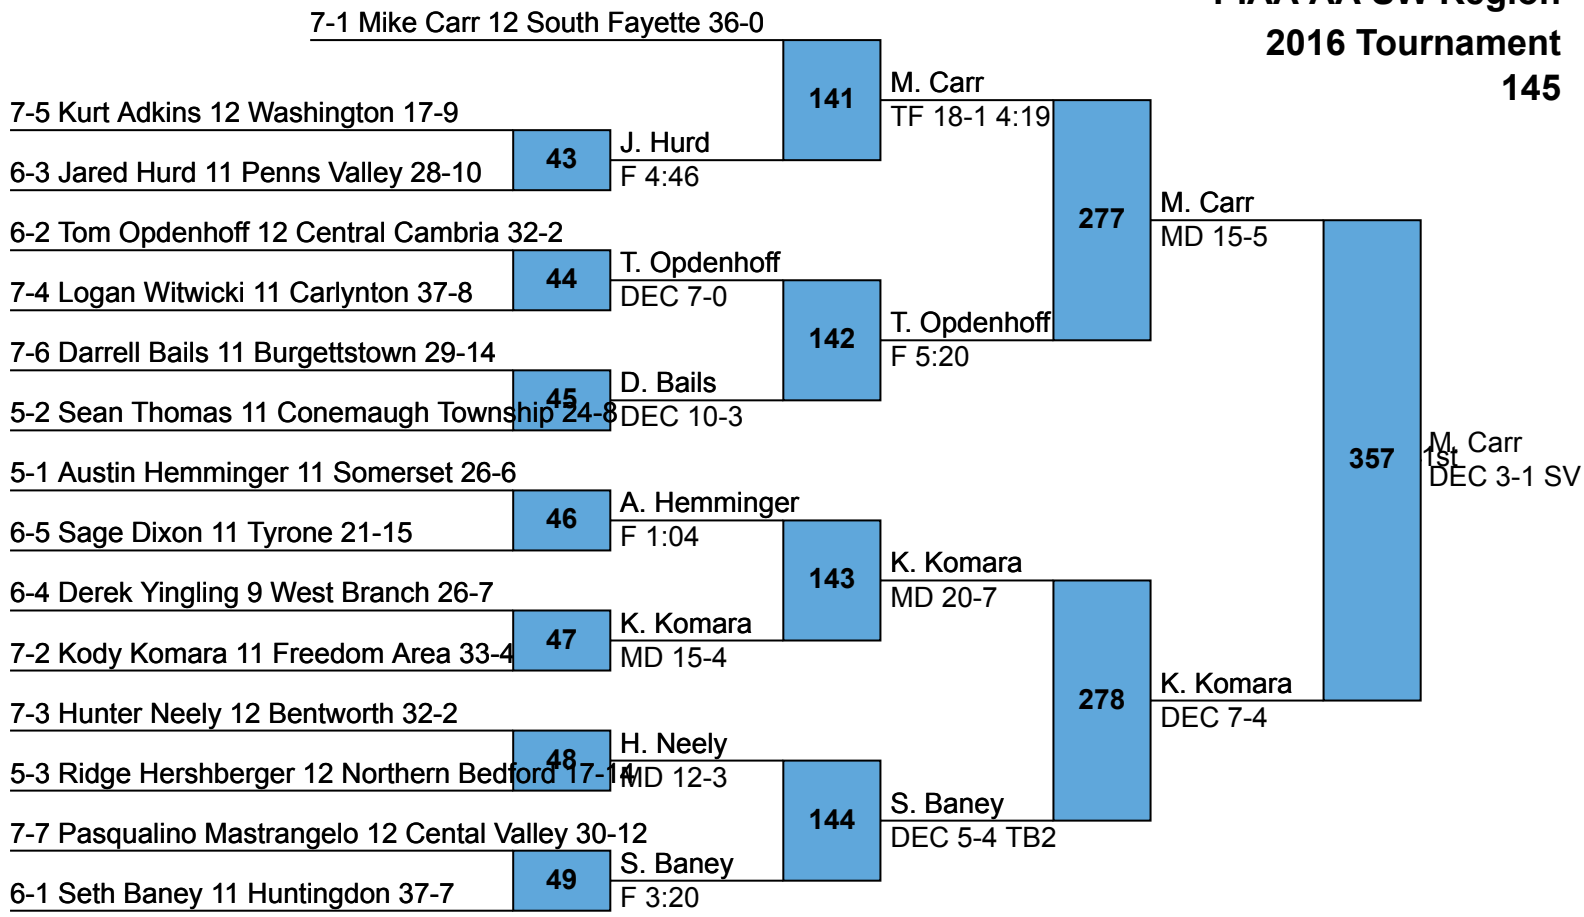 7-1 Mike Carr 12 South Fayette 36-0
2016 Tournament
145
141
M. Carr
TF 18-1 4:19
7-5 Kurt Adkins 12 Washington 17-9
43
J. Hurd
F 4:46
6-3 Jared Hurd 11 Penns Valley 28-10
277
M. Carr
MD 15-5
6-2 Tom Opdenhoff 12 Central Cambria 32-2
44
T. Opdenhoff
DEC 7-0
7-4 Logan Witwicki 11 Carlynton 37-8
142
T. Opdenhoff
F 5:20
7-6 Darrell Bails 11 Burgettstown 29-14
45
D. Bails
DEC 10-3
5-2 Sean Thomas 11 Conemaugh Township 24-8
357
1st
M. Carr
DEC 3-1 SV
5-1 Austin Hemminger 11 Somerset 26-6
46
A. Hemminger
F 1:04
6-5 Sage Dixon 11 Tyrone 21-15
143
K. Komara
MD 20-7
6-4 Derek Yingling 9 West Branch 26-7
47
K. Komara
MD 15-4
7-2 Kody Komara 11 Freedom Area 33-4
278
K. Komara
DEC 7-4
7-3 Hunter Neely 12 Bentworth 32-2
48
H. Neely
MD 12-3
5-3 Ridge Hershberger 12 Northern Bedford 17-14
144
S. Baney
DEC 5-4 TB2
7-7 Pasqualino Mastrangelo 12 Cental Valley 30-12
49
S. Baney
F 3:20
6-1 Seth Baney 11 Huntingdon 37-7